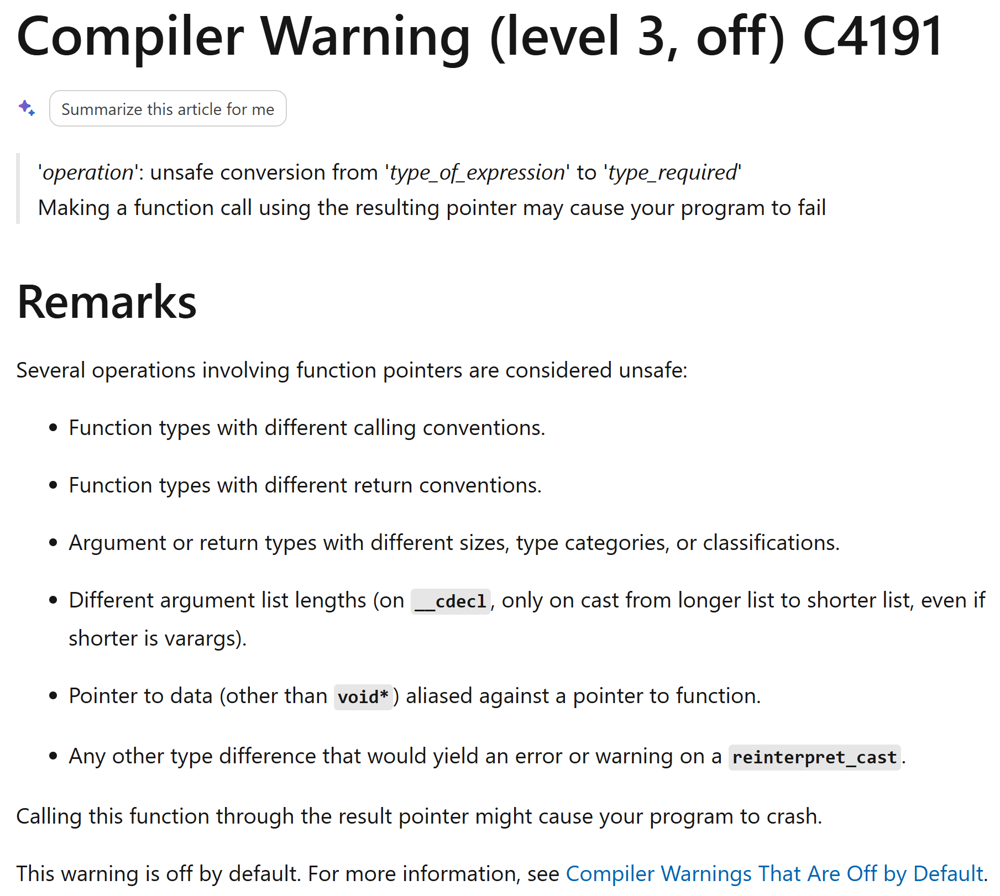 Compiler Warning (level 3, off) C4191
Summarize this article for me
'operation': unsafe conversion from 'type_of_expression' to 'type_required'
Making a function call using the resulting pointer may cause your program to fail
Remarks
Several operations involving function pointers are considered unsafe:
• Function types with different calling conventions.
• Function types with different return conventions.
• Argument or return types with different sizes, type categories, or classifications.
• Different argument list lengths (on __cdecl, only on cast from longer list to shorter list, even if
shorter is varargs).
• Pointer to data (other than void*) aliased against a pointer to function.
• Any other type difference that would yield an error or warning on a reinterpret_cast.
Calling this function through the result pointer might cause your program to crash.
This warning is off by default. For more information, see Compiler Warnings That Are Off by Default.